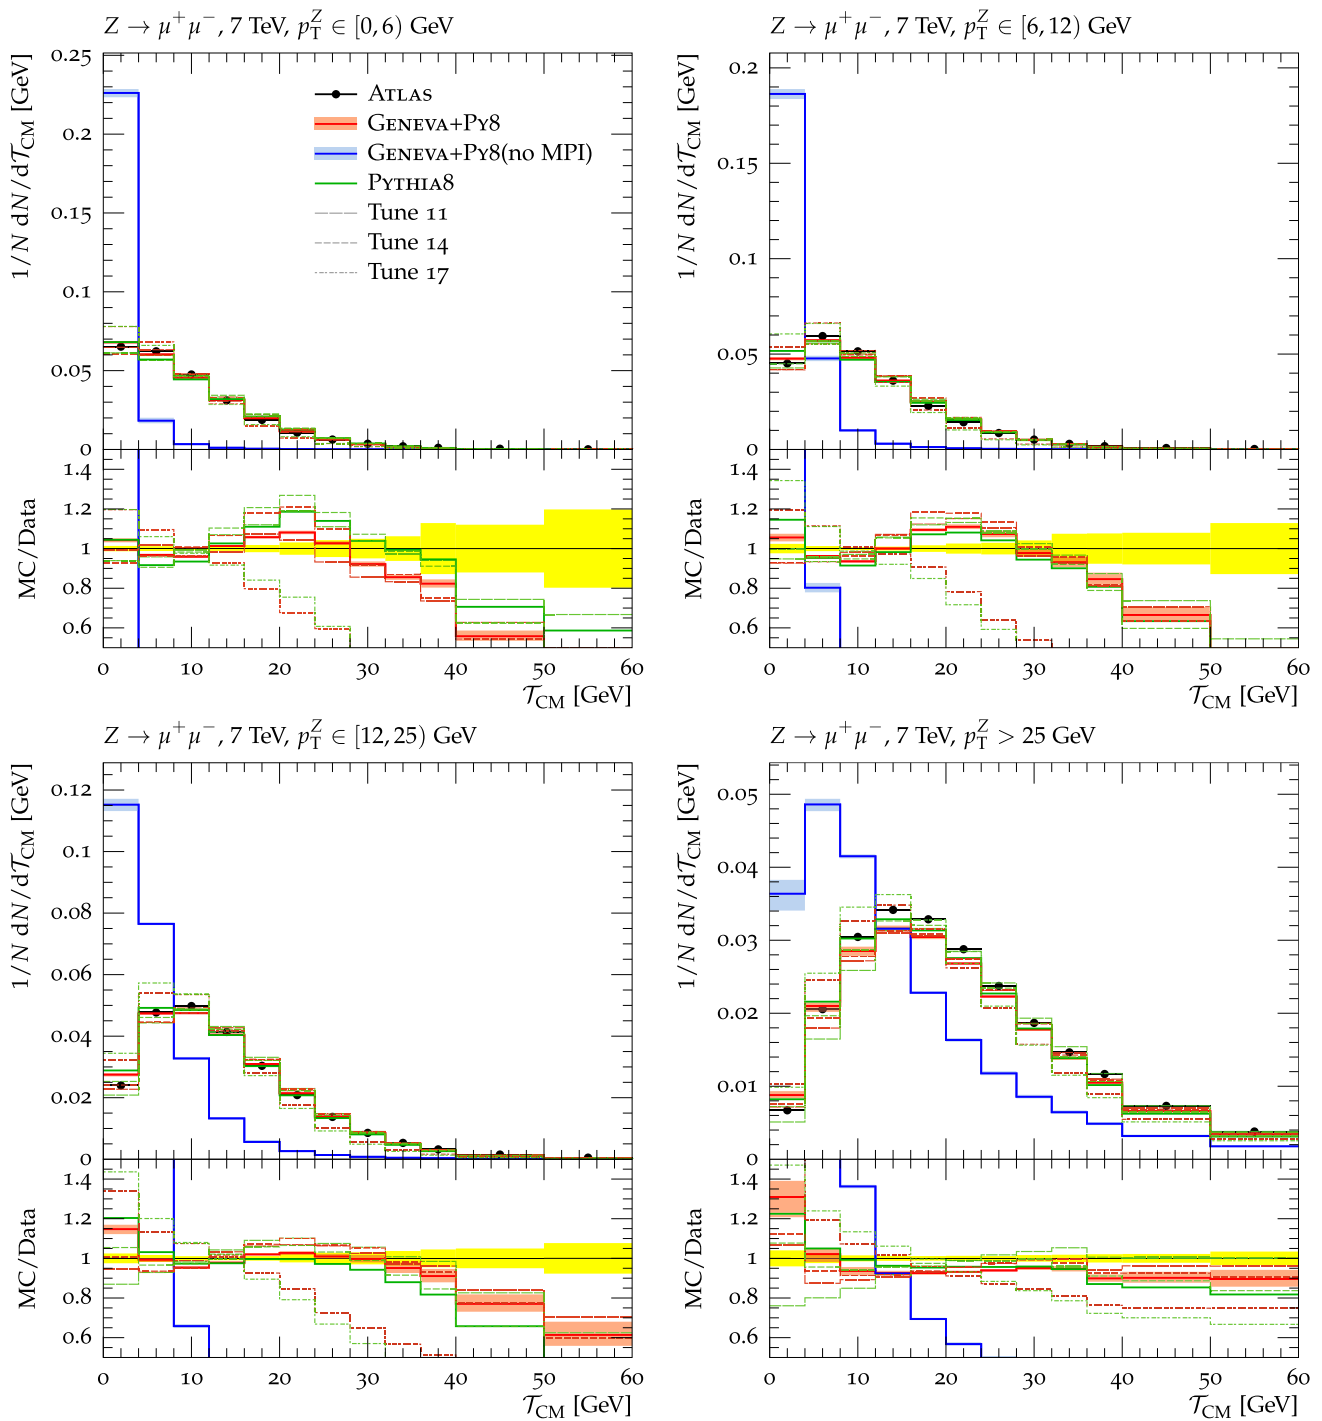 Z → μ⁺μ⁻, 7 TeV, p_T^Z ∈ [0, 6) GeV
1/N dN/d𝒯_CM [GeV]
0.25
0.2
0.15
0.1
0.05
0
ATLAS
GENEVA+PY8
GENEVA+PY8(no MPI)
PYTHIA8
Tune 11
Tune 14
Tune 17
MC/Data
1.4
1.2
1
0.8
0.6
0 10 20 30 40 50 60
𝒯_CM [GeV]
Z → μ⁺μ⁻, 7 TeV, p_T^Z ∈ [6, 12) GeV
1/N dN/d𝒯_CM [GeV]
0.2
0.15
0.1
0.05
0
MC/Data
1.4
1.2
1
0.8
0.6
0 10 20 30 40 50 60
𝒯_CM [GeV]
Z → μ⁺μ⁻, 7 TeV, p_T^Z ∈ [12, 25) GeV
1/N dN/d𝒯_CM [GeV]
0.12
0.1
0.08
0.06
0.04
0.02
0
MC/Data
1.4
1.2
1
0.8
0.6
0 10 20 30 40 50 60
𝒯_CM [GeV]
Z → μ⁺μ⁻, 7 TeV, p_T^Z > 25 GeV
1/N dN/d𝒯_CM [GeV]
0.05
0.04
0.03
0.02
0.01
0
MC/Data
1.4
1.2
1
0.8
0.6
0 10 20 30 40 50 60
𝒯_CM [GeV]